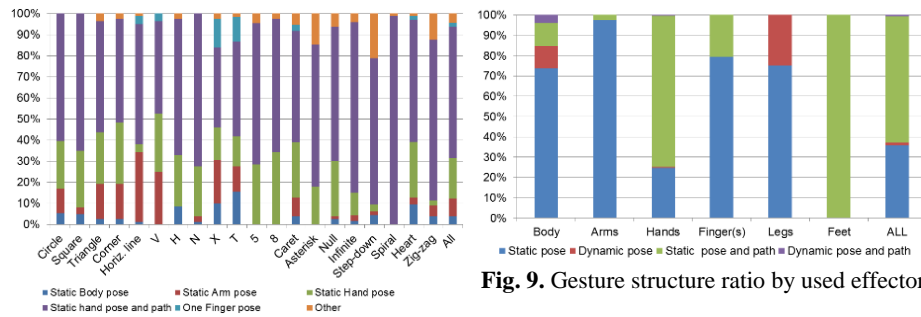 100%
90%
80%
70%
60%
50%
40%
30%
20%
10%
0%
Circle
Square
Triangle
Corner
Horiz. line
V
H
N
X
T
5
8
Caret
Asterisk
Null
Infinite
Step-down
Spiral
Heart
Zig-zag
All
Static Body pose Static Arm pose Static Hand pose
Static hand pose and path One Finger pose Other
100%
90%
80%
70%
60%
50%
40%
30%
20%
10%
0%
Body Arms Hands Finger(s) Legs Feet ALL
Static pose Dynamic pose Static pose and path Dynamic pose and path
Fig. 9. Gesture structure ratio by used effector